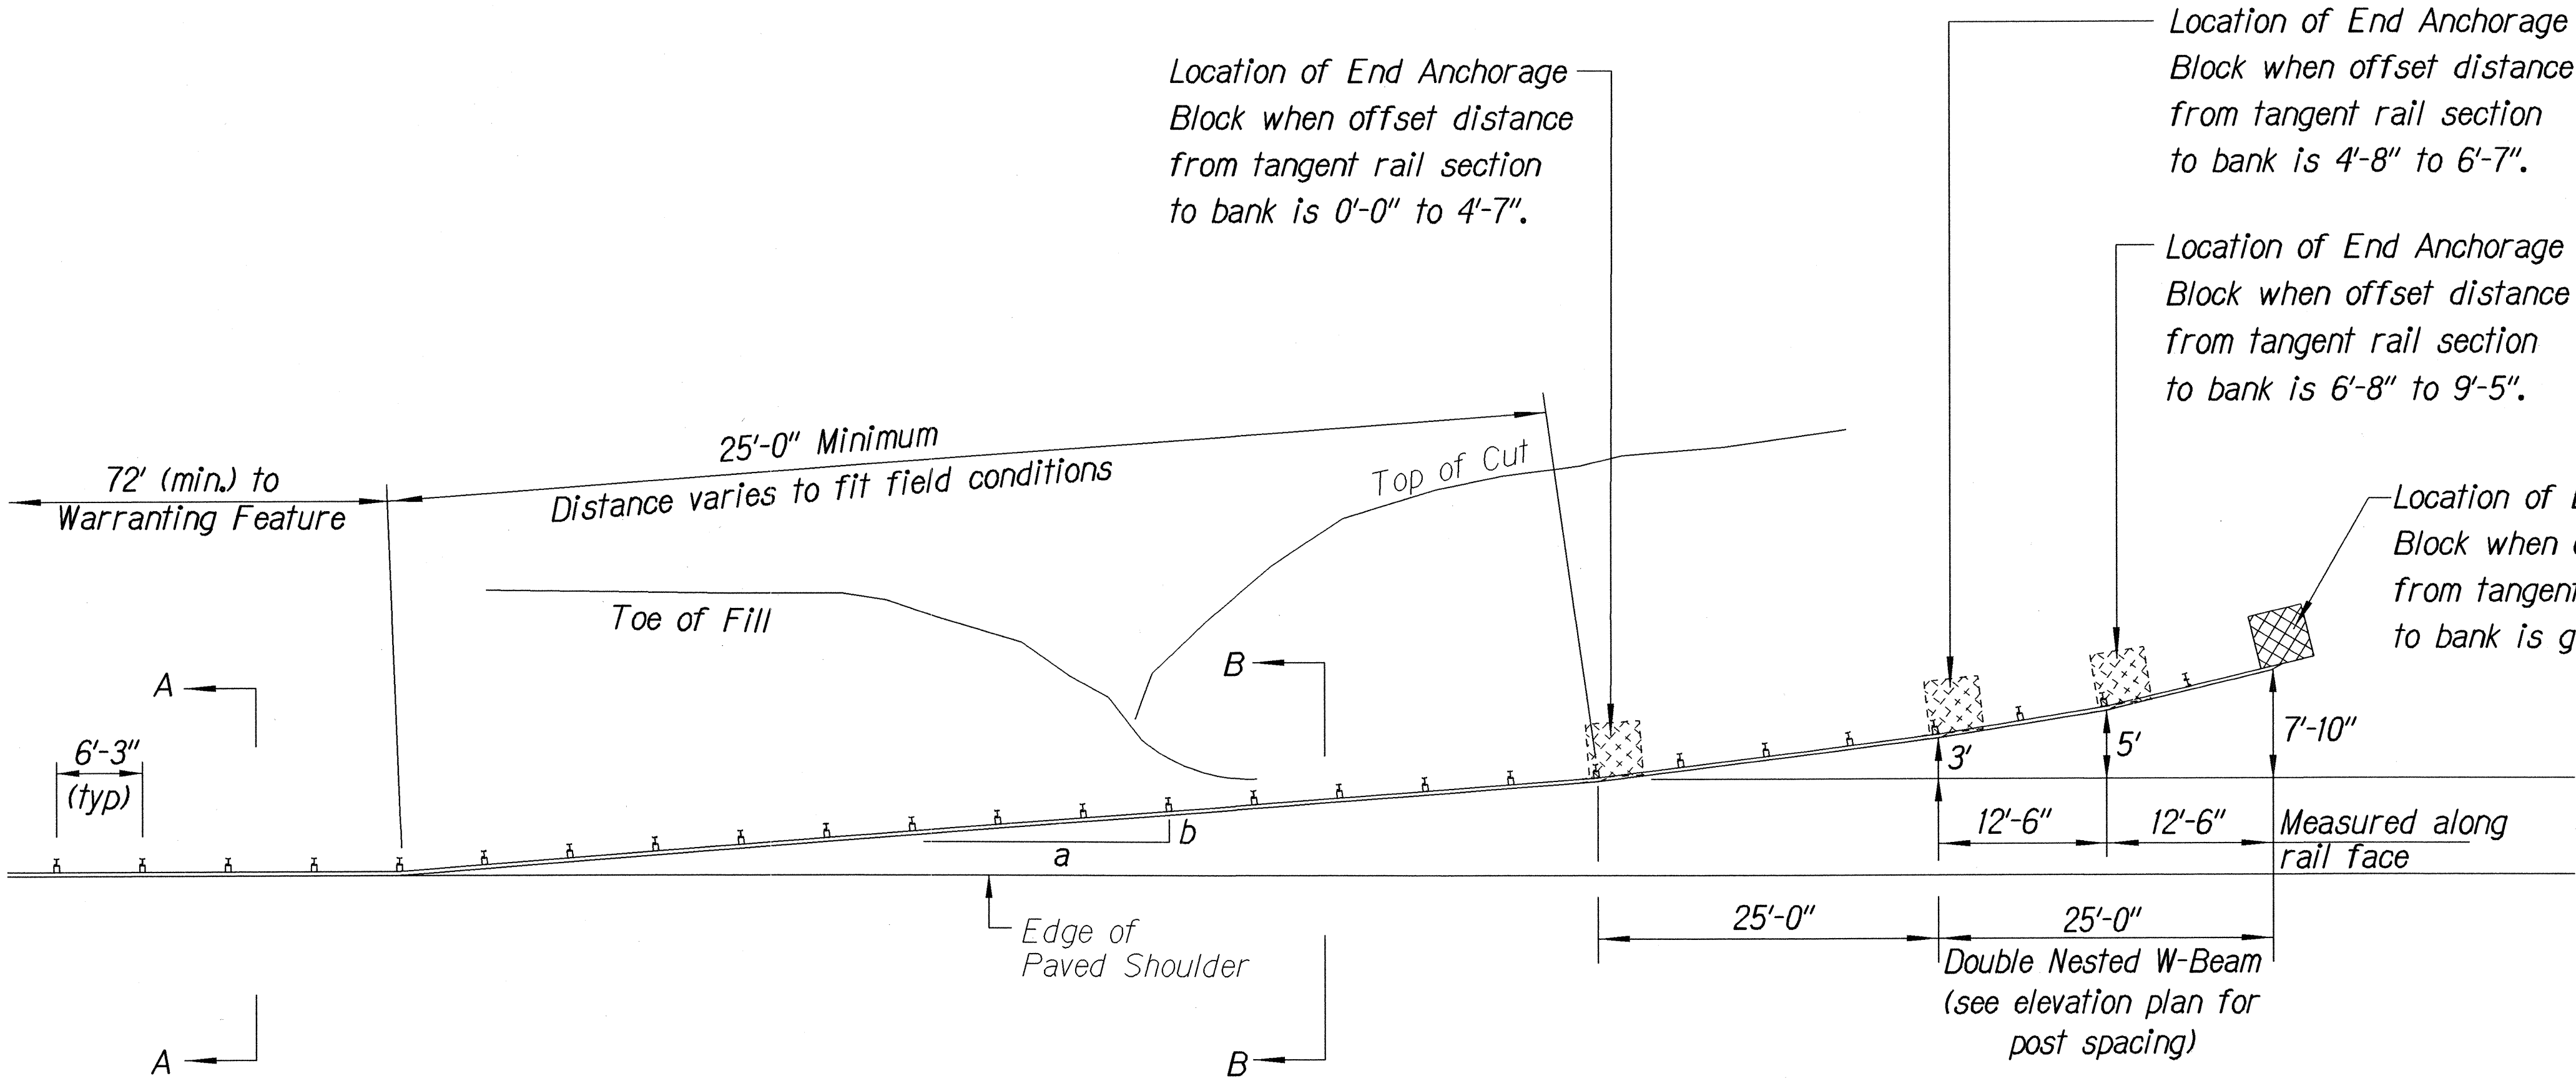 Location of End Anchorage
Block when offset distance
from tangent rail section
to bank is 4'-8" to 6'-7".
Location of End Anchorage
Block when offset distance
from tangent rail section
to bank is 0'-0" to 4'-7".
Location of End Anchorage
Block when offset distance
from tangent rail section
to bank is 6'-8" to 9'-5".
25'-0" Minimum
Distance varies to fit field conditions
72' (min.) to
Warranting Feature
Top of Cut
Location of
Block when
from tangent
to bank is
Toe of Fill
A
B
6'-3"
(typ)
3'
5'
7'-10"
12'-6"
12'-6"
Measured along
rail face
b
a
Edge of
Paved Shoulder
25'-0"
25'-0"
Double Nested W-Beam
(see elevation plan for
post spacing)
A
B